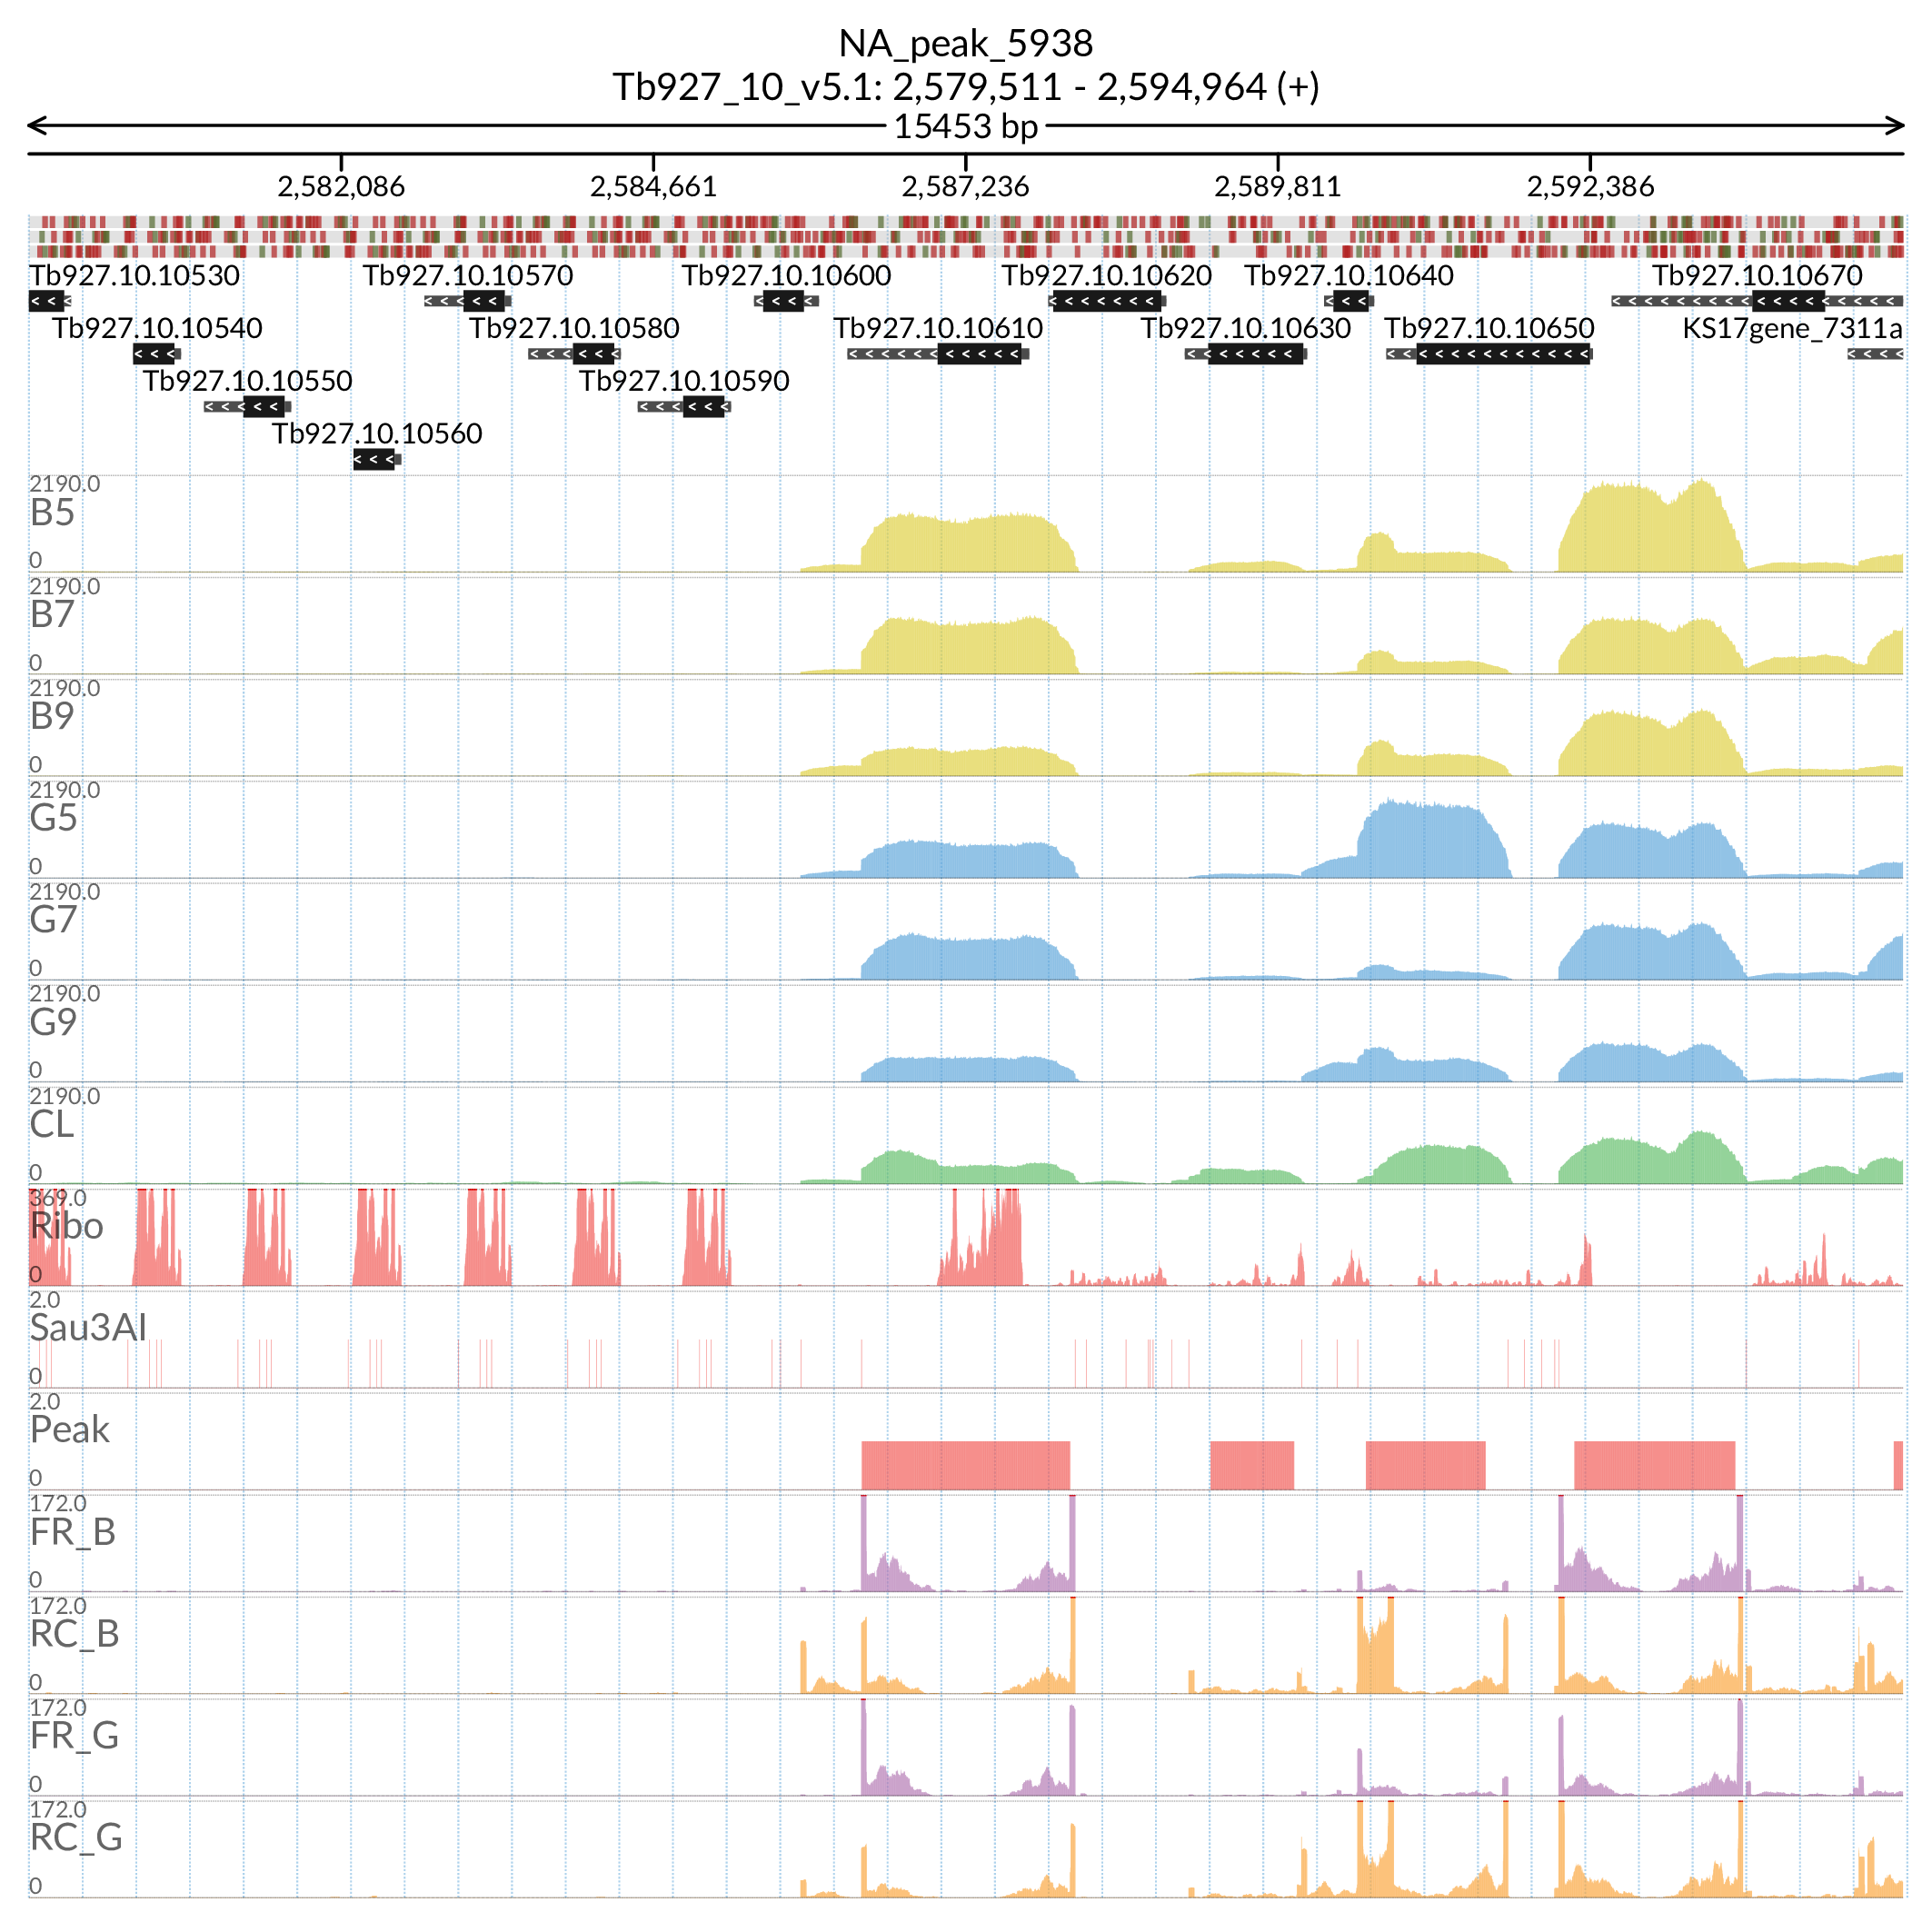 NA_peak_5938
Tb927_10_v5.1: 2,579,511 - 2,594,964 (+)
15453 bp
2,582,086 2,584,661 2,587,236 2,589,811 2,592,386
Tb927.10.10530 Tb927.10.10570 Tb927.10.10600 Tb927.10.10620 Tb927.10.10640 Tb927.10.10670
Tb927.10.10540 Tb927.10.10580 Tb927.10.10610 Tb927.10.10630 Tb927.10.10650 KS17gene_7311a
Tb927.10.10550 Tb927.10.10590
Tb927.10.10560
2190.0
B5
0
2190.0
B7
0
2190.0
B9
0
2190.0
G5
0
2190.0
G7
0
2190.0
G9
0
2190.0
CL
0
369.0
Ribo
0
2.0
Sau3AI
0
2.0
Peak
0
172.0
FR_B
0
172.0
RC_B
0
172.0
FR_G
0
172.0
RC_G
0